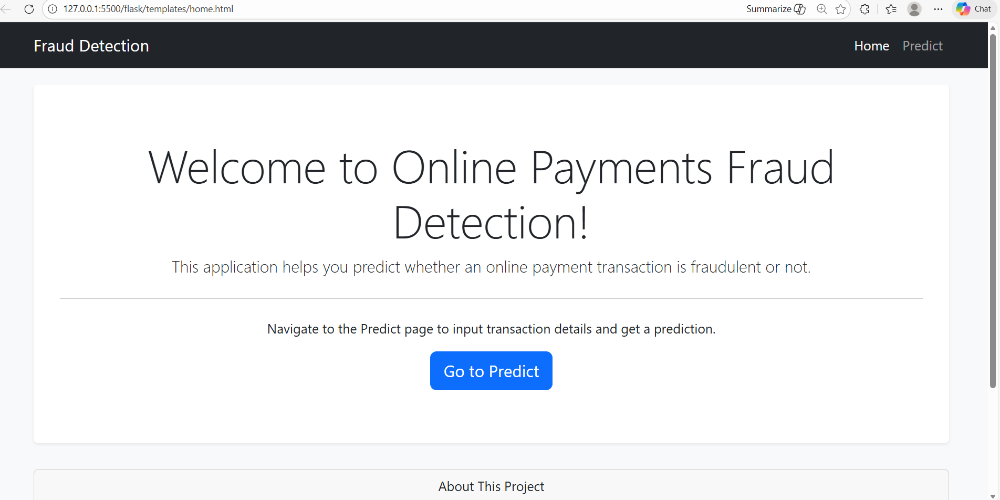 127.0.0.1:5500/flask/templates/home.html
Summarize
Chat
Fraud Detection
Home
Predict
Welcome to Online Payments Fraud
Detection!
This application helps you predict whether an online payment transaction is fraudulent or not.
Navigate to the Predict page to input transaction details and get a prediction.
Go to Predict
About This Project